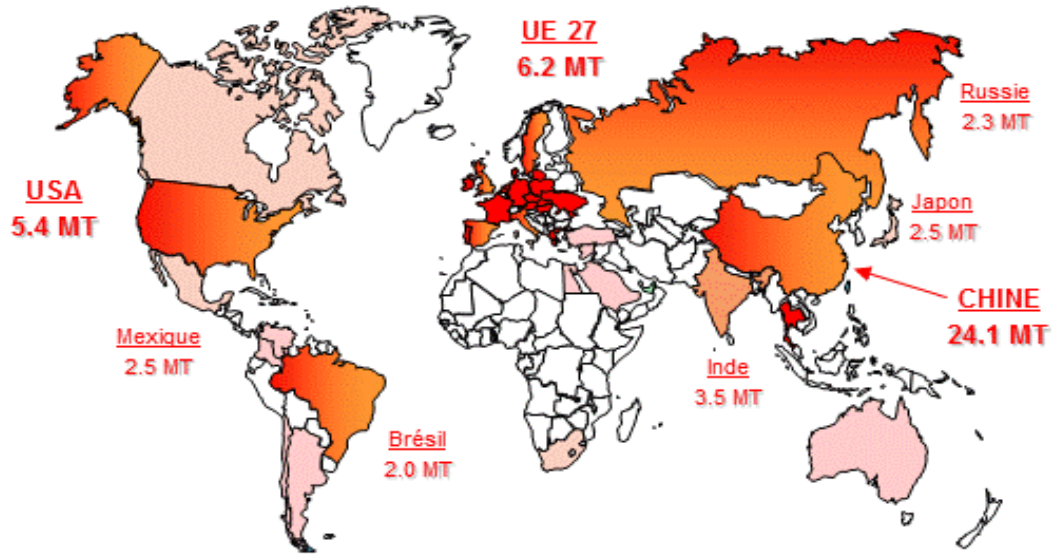 UE 27
6.2 MT
Russie
2.3 MT
USA
5.4 MT
Japon
2.5 MT
CHINE
24.1 MT
Mexique
2.5 MT
Inde
3.5 MT
Brésil
2.0 MT